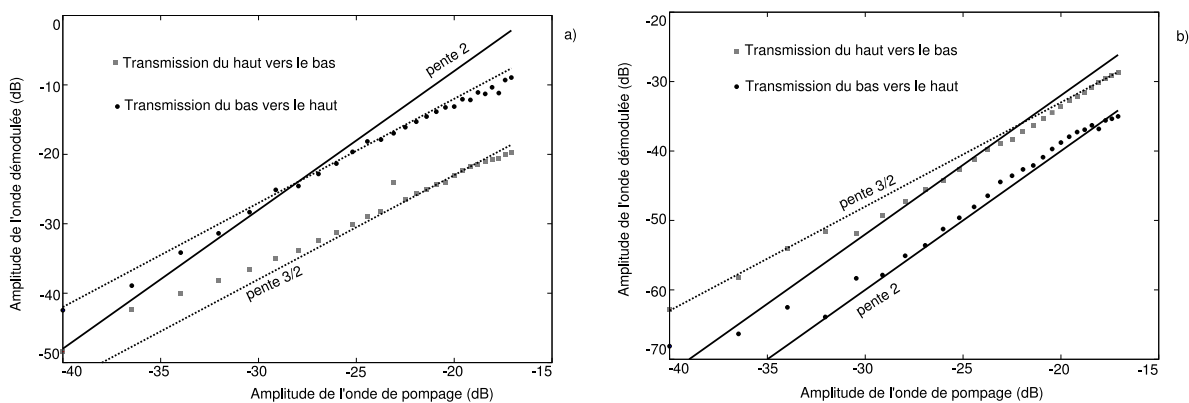 a)
Transmission du haut vers le bas
Transmission du bas vers le haut
pente 2
pente 3/2
Amplitude de l'onde démodulée (dB)
0
-10
-20
-30
-40
-50
-40
-35
-30
-25
-20
-15
Amplitude de l'onde de pompage (dB)
b)
Transmission du haut vers le bas
Transmission du bas vers le haut
pente 3/2
pente 2
Amplitude de l'onde démodulée (dB)
-20
-30
-40
-50
-60
-70
-40
-35
-30
-25
-20
-15
Amplitude de l'onde de pompage (dB)